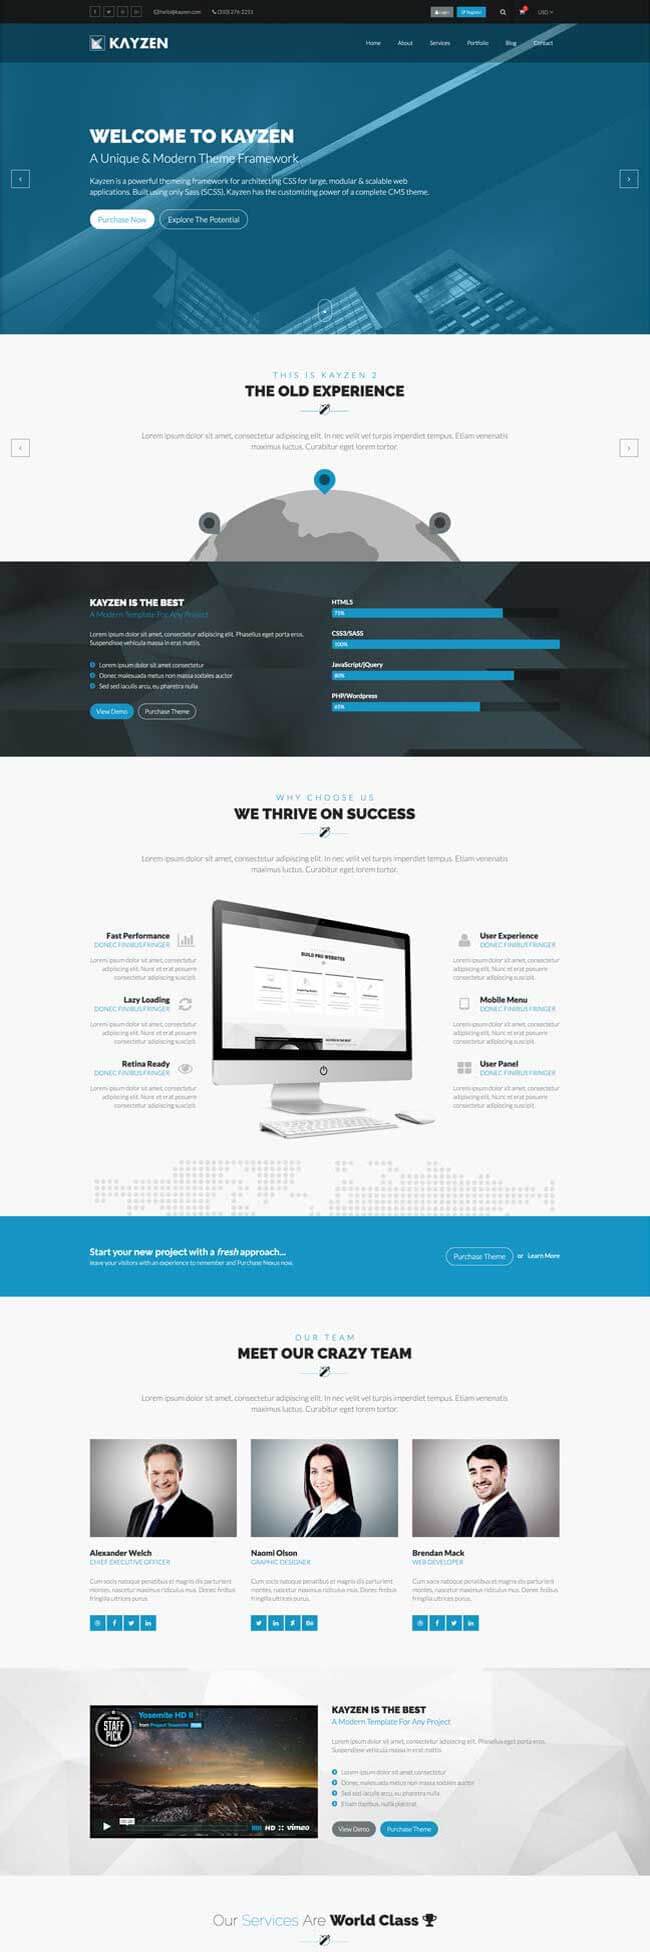 hello@kayzen.com (310) 276-2251 Login Register USD
KAYZEN Home About Services Portfolio Blog Contact
WELCOME TO KAYZEN
A Unique & Modern Theme Framework
Kayzen is a powerful themeing framework for architecting CSS for large, modular & scalable web
applications. Built using only Sass (SCSS), Kayzen has the customizing power of a complete CMS theme.
Purchase Now Explore The Potential
THIS IS KAYZEN 2
THE OLD EXPERIENCE
Lorem ipsum dolor sit amet, consectetur adipiscing elit. In nec velit vel turpis fermentum tempus. Etiam venenatis
maximus luctus. Curabitur eget lorem tortor.
KAYZEN IS THE BEST
A Modern Template For Any Project
Lorem ipsum dolor sit amet, consectetur adipiscing elit. Phasellus eget porta eros.
Suspendisse vehicula massa in erat mattis.
Lorem ipsum dolor sit amet consectetur
Donec malesuada metus non massa sodales auctor
Sed sed iaculis arcu, eu pharetra nulla
View Demo Purchase Theme
HTML5
75%
CSS3/SASS
100%
JavaScript/jQuery
80%
PHP/Wordpress
65%
WHY CHOOSE US
WE THRIVE ON SUCCESS
Lorem ipsum dolor sit amet, consectetur adipiscing elit. In nec velit vel turpis fermentum tempus. Etiam venenatis
maximus luctus. Curabitur eget lorem tortor.
Fast Performance
DONEC FINIBUS FRINGER
Lorem ipsum dolor sit amet, consectetur
adipiscing elit. Nunc et erat posuere
consectetur adipiscing suscipit.
Lazy Loading
DONEC FINIBUS FRINGER
Lorem ipsum dolor sit amet, consectetur
adipiscing elit. Nunc et erat posuere
consectetur adipiscing suscipit.
Retina Ready
DONEC FINIBUS FRINGER
Lorem ipsum dolor sit amet, consectetur
adipiscing elit. Nunc et erat posuere
consectetur adipiscing suscipit.
BUILD PRO WEBSITES
User Experience
DONEC FINIBUS FRINGER
Lorem ipsum dolor sit amet, consectetur
adipiscing elit. Nunc et erat posuere
consectetur adipiscing suscipit.
Mobile Menu
DONEC FINIBUS FRINGER
Lorem ipsum dolor sit amet, consectetur
adipiscing elit. Nunc et erat posuere
consectetur adipiscing suscipit.
User Panel
DONEC FINIBUS FRINGER
Lorem ipsum dolor sit amet, consectetur
adipiscing elit. Nunc et erat posuere
consectetur adipiscing suscipit.
Start your new project with a fresh approach...
leave your visitors with an experience to remember and Purchase Nexus now.
Purchase Theme or Learn More
OUR TEAM
MEET OUR CRAZY TEAM
Lorem ipsum dolor sit amet, consectetur adipiscing elit. In nec velit vel turpis fermentum tempus. Etiam venenatis
maximus luctus. Curabitur eget lorem tortor.
Alexander Welch
CHIEF EXECUTIVE OFFICER
Cum socis natoque penatibus et magnis dis parturient
montes, nascetur maximus ridiculus mus. Donec finibus
fringilla ultrices purus.
Naomi Olson
GRAPHIC DESIGNER
Cum socis natoque penatibus et magnis dis parturient
montes, nascetur maximus ridiculus mus. Donec finibus
fringilla ultrices purus.
Brendan Mack
WEB DEVELOPER
Cum socis natoque penatibus et magnis dis parturient
montes, nascetur maximus ridiculus mus. Donec finibus
fringilla ultrices purus.
STAFF
PICK
Yosemite HD II
from Project Yosemite
HD vimeo
KAYZEN IS THE BEST
A Modern Template For Any Project
Lorem ipsum dolor sit amet, consectetur adipiscing elit. Phasellus eget porta eros.
Suspendisse vehicula massa in erat mattis.
Lorem ipsum dolor sit amet consectetur
Donec malesuada metus non massa sodales auctor
Sed sed iaculis arcu, eu pharetra nulla
Etiam dapibus, nulla placerat
View Demo Purchase Theme
Our Services Are World Class